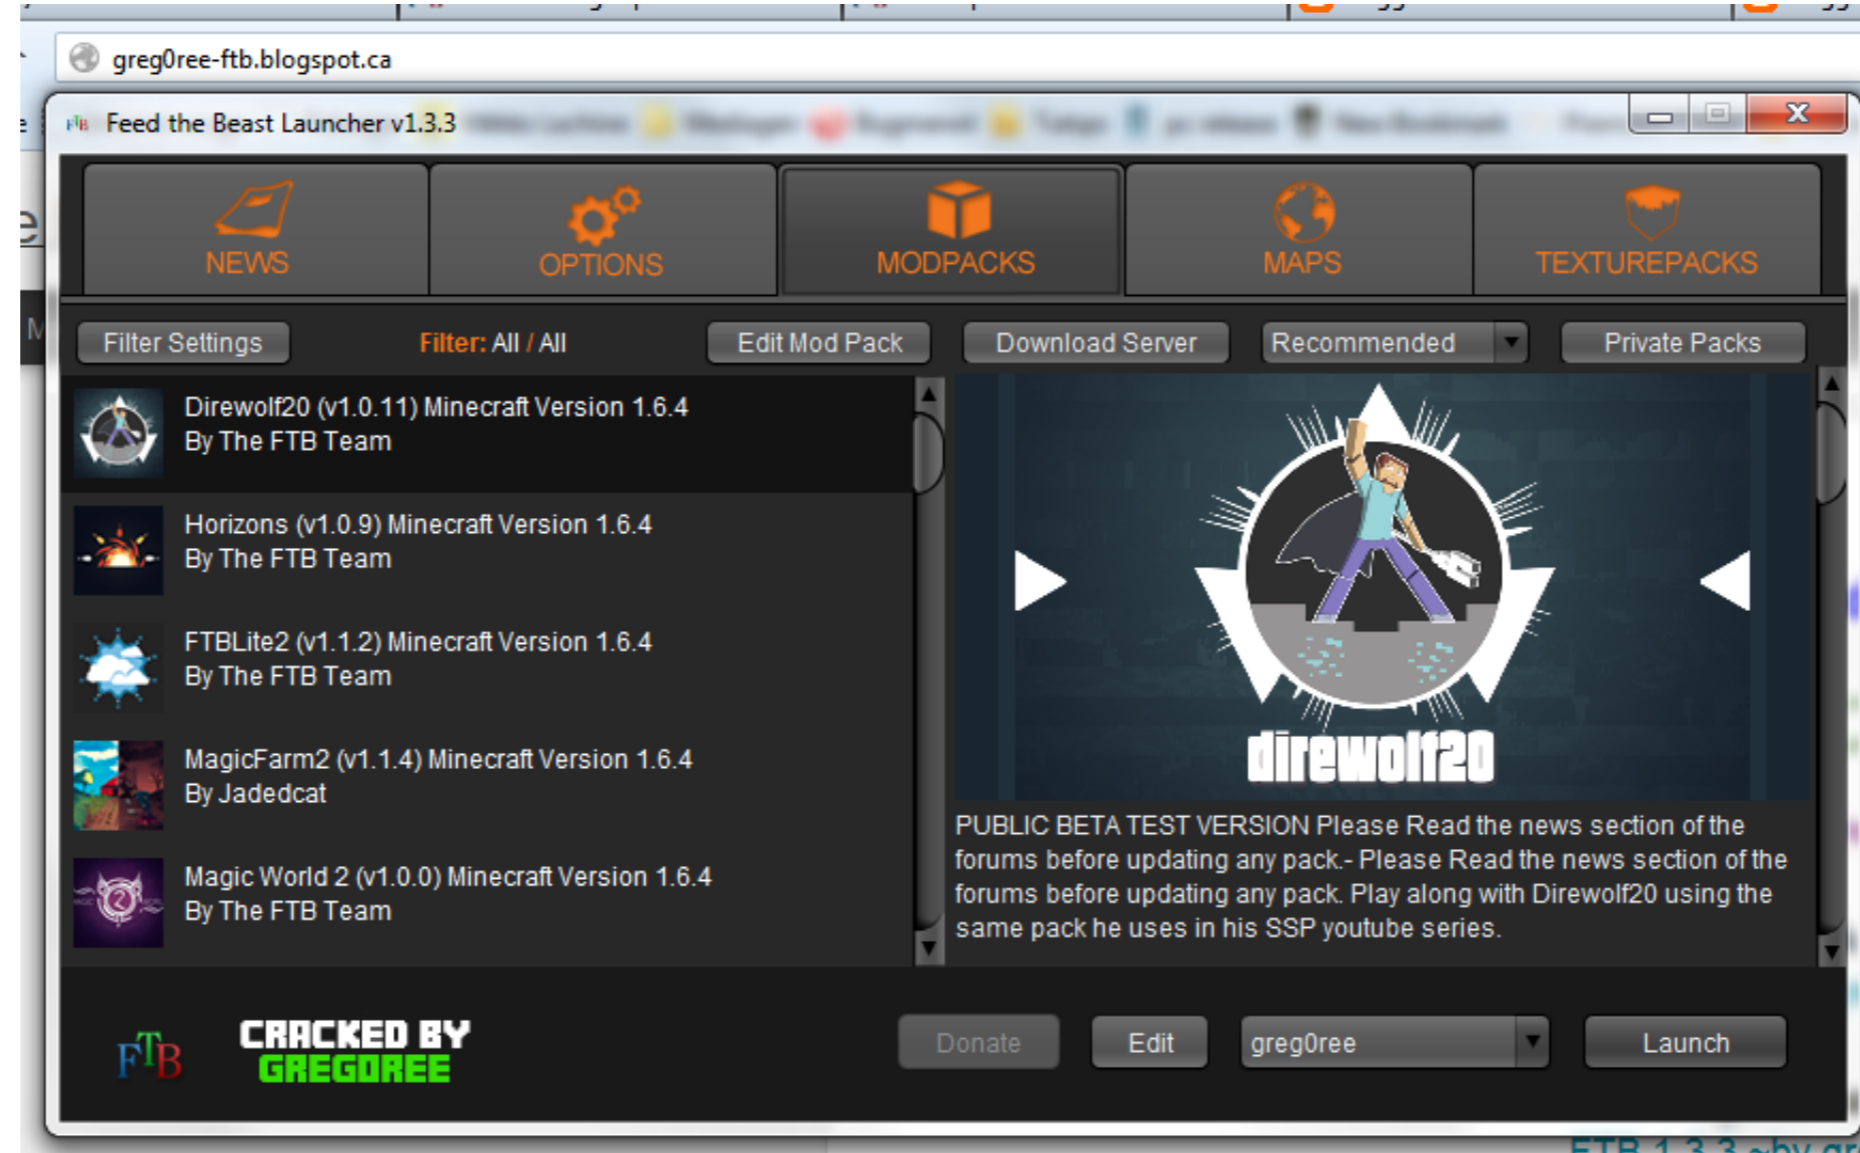 greg0ree-ftb.blogspot.ca
Feed the Beast Launcher v1.3.3
NEWS
OPTIONS
MODPACKS
MAPS
TEXTUREPACKS
Filter Settings
Filter: All / All
Edit Mod Pack
Download Server
Recommended
Private Packs
Direwolf20 (v1.0.11) Minecraft Version 1.6.4
By The FTB Team
Horizons (v1.0.9) Minecraft Version 1.6.4
By The FTB Team
FTBLite2 (v1.1.2) Minecraft Version 1.6.4
By The FTB Team
MagicFarm2 (v1.1.4) Minecraft Version 1.6.4
By Jadedcat
Magic World 2 (v1.0.0) Minecraft Version 1.6.4
By The FTB Team
direwolf20
PUBLIC BETA TEST VERSION Please Read the news section of the
forums before updating any pack.- Please Read the news section of the
forums before updating any pack. Play along with Direwolf20 using the
same pack he uses in his SSP youtube series.
FTB
CRACKED BY
GREG0REE
Donate
Edit
greg0ree
Launch
FTB 1.3.3 ~by